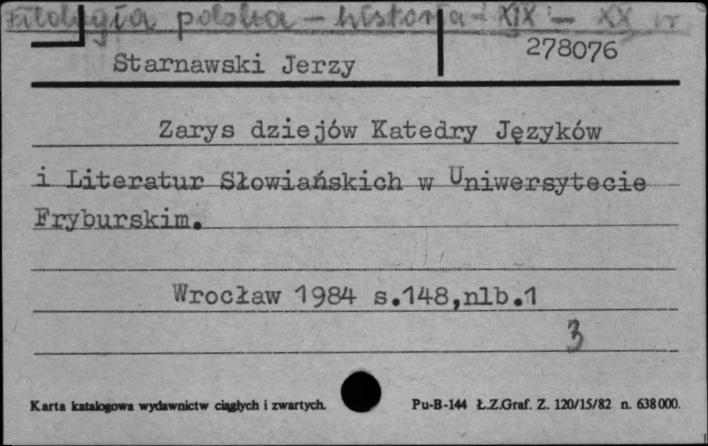 Filologia polska - historia - XIX - XX w
278076
Starnawski Jerzy
Zarys dziejów Katedry Języków
i Literatur Słowiańskich w Uniwersytecie
Fryburskim.
Wrocław 1984 s.148,nlb.1
3
Karta katalogowa wydawnictw ciągłych i zwartych. Pu-B-144 Ł.Z.Graf. Z. 120/15/82 n. 638000.